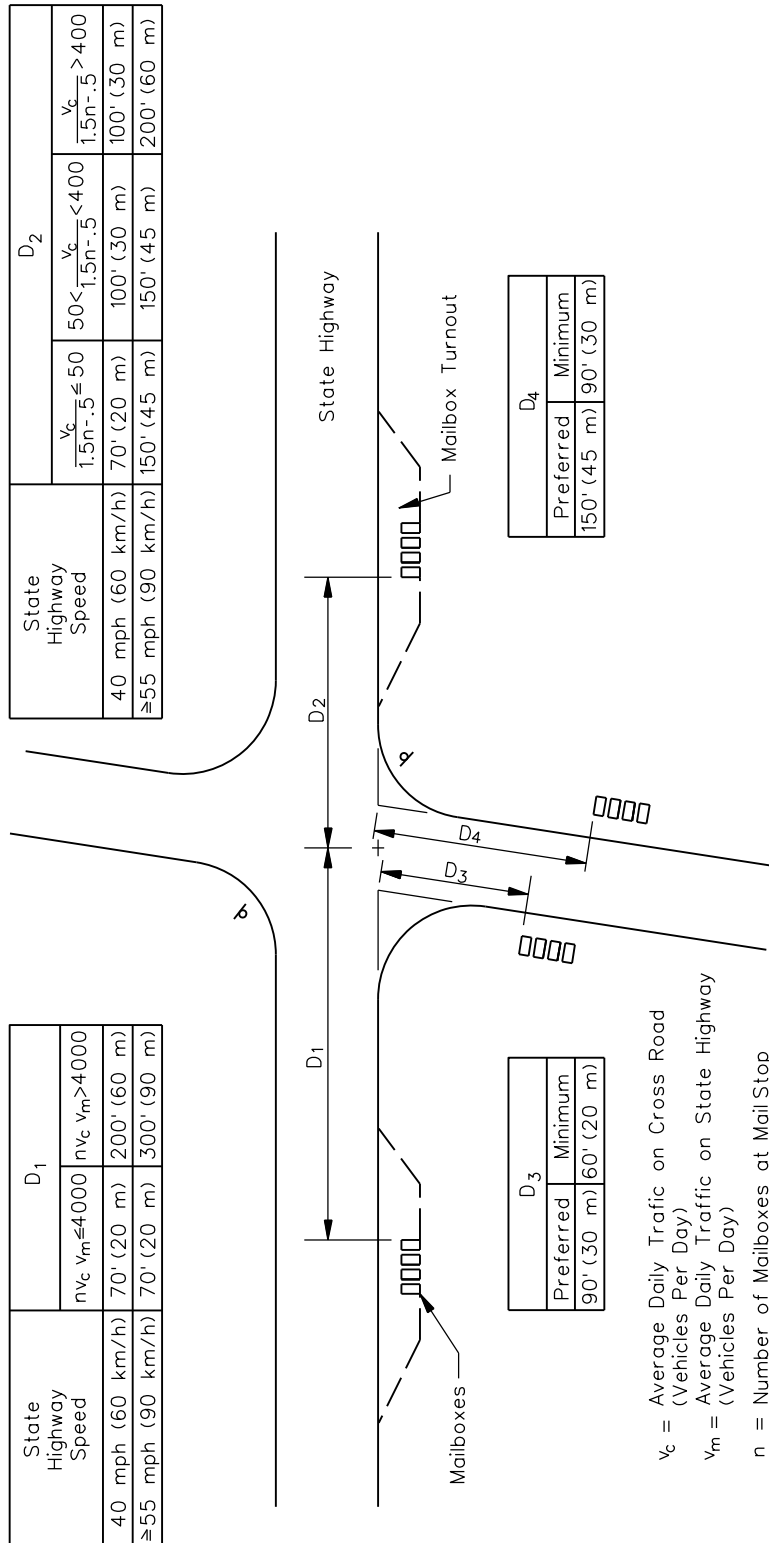 State
Highway
Speed
D1
nvc vm≤4000 nvc vm>4000
40 mph (60 km/h) 70' (20 m) 200' (60 m)
≥55 mph (90 km/h) 70' (20 m) 300' (90 m)
State
Highway
Speed
D2
vc/1.5n-.5 ≤ 50 50<vc/1.5n-.5<400 vc/1.5n-.5 >400
40 mph (60 km/h) 70' (20 m) 100' (30 m) 100' (30 m)
≥55 mph (90 km/h) 150' (45 m) 150' (45 m) 200' (60 m)
State Highway
D1
D2
Mailbox Turnout
Mailboxes
D3
D4
D3
Preferred Minimum
90' (30 m) 60' (20 m)
D4
Preferred Minimum
150' (45 m) 90' (30 m)
vc = Average Daily Trafic on Cross Road
(Vehicles Per Day)
vm = Average Daily Traffic on State Highway
(Vehicles Per Day)
n = Number of Mailboxes at Mail Stop